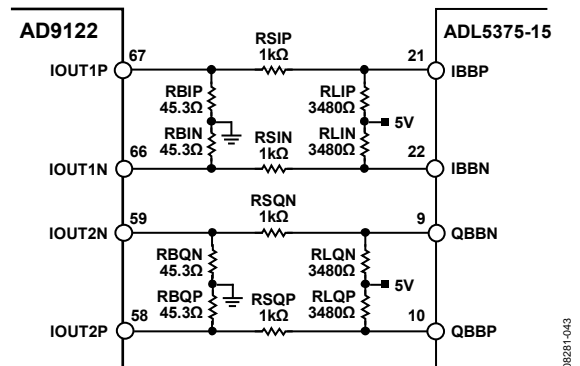 AD9122
ADL5375-15
67
RSIP
1kΩ
21
IOUT1P
IBBP
RBIP
45.3Ω
RLIP
3480Ω
5V
RBIN
45.3Ω
RSIN
1kΩ
RLIN
3480Ω
66
22
IOUT1N
IBBN
59
RSQN
1kΩ
9
IOUT2N
QBBN
RBQN
45.3Ω
RLQN
3480Ω
5V
RBQP
45.3Ω
RSQP
1kΩ
RLQP
3480Ω
58
10
IOUT2P
QBBP
08281-043